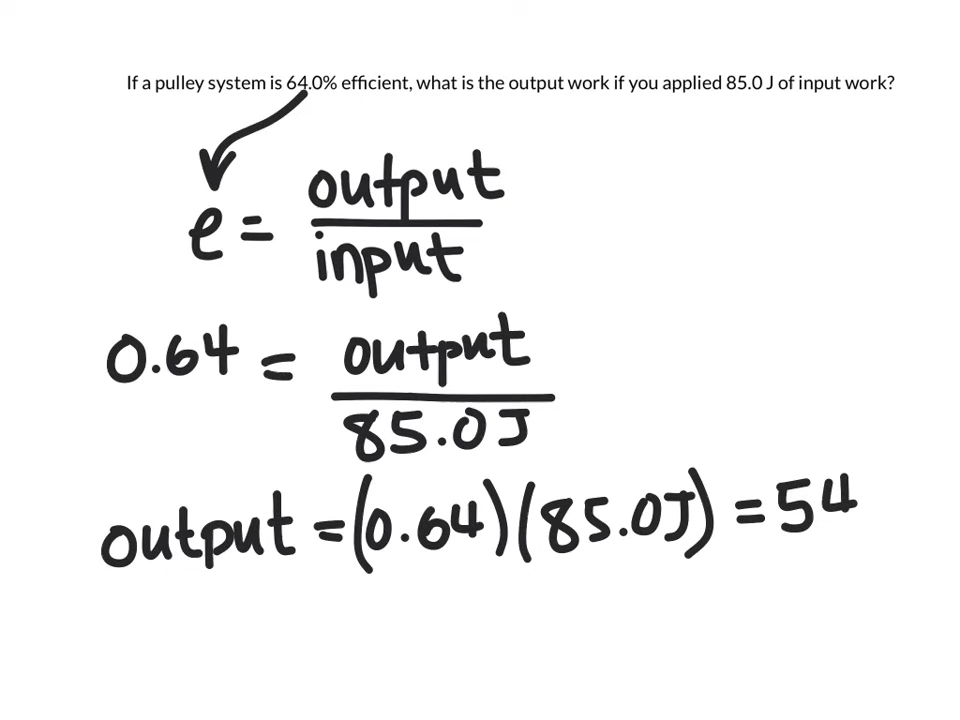 If a pulley system is 64.0% efficient, what is the output work if you applied 85.0 J of input work?
e = output
input
0.64 = output
85.0J
output = (0.64)(85.0J) = 54